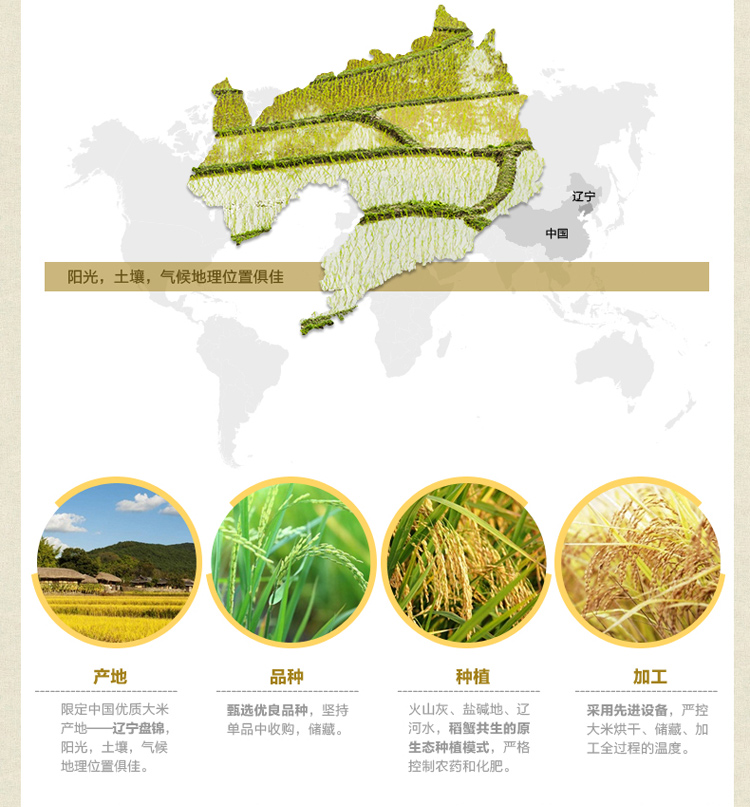 辽宁
中国
阳光，土壤，气候地理位置俱佳
产地
限定中国优质大米
产地——辽宁盘锦，
阳光，土壤，气候
地理位置俱佳。
品种
甄选优良品种，坚持
单品中收购，储藏。
种植
火山灰、盐碱地、辽
河水，稻蟹共生的原
生态种植模式，严格
控制农药和化肥。
加工
采用先进设备，严控
大米烘干、储藏、加
工全过程的温度。